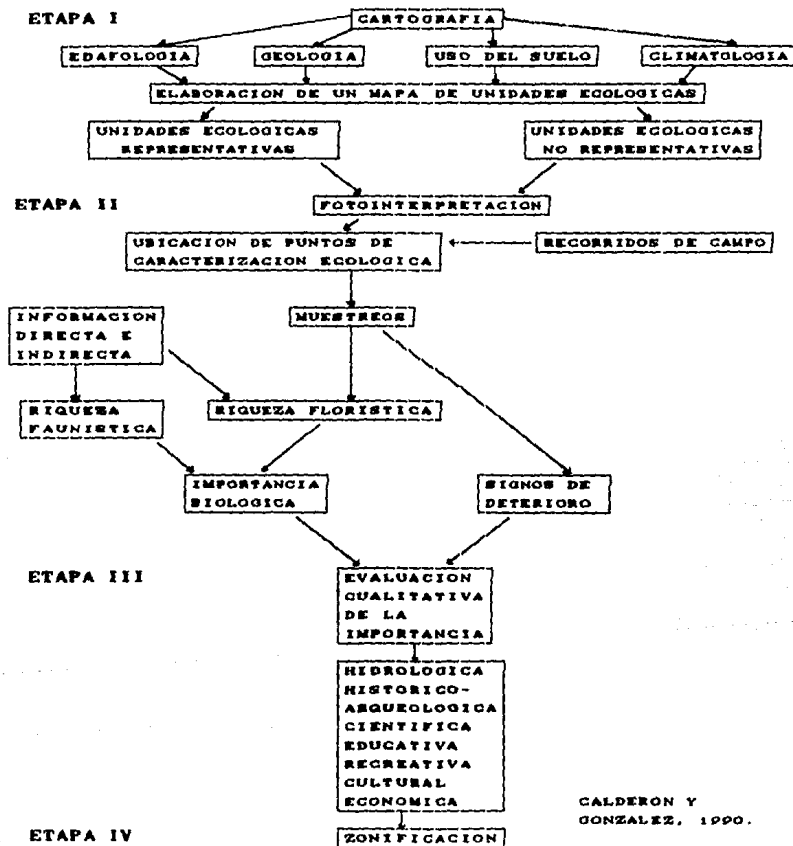 ETAPA I
CARTOGRAFIA
EDAFOLOGIA
GEOLOGIA
USO DEL SUELO
CLIMATOLOGIA
ELABORACION DE UN MAPA DE UNIDADES ECOLOGICAS
UNIDADES ECOLOGICAS
REPRESENTATIVAS
UNIDADES ECOLOGICAS
NO REPRESENTATIVAS
ETAPA II
FOTOINTERPRETACION
UBICACION DE PUNTOS DE
CARACTERIZACION ECOLOGICA
RECORRIDOS DE CAMPO
INFORMACION
DIRECTA E
INDIRECTA
MUESTREOS
RIQUEZA
FAUNISTICA
RIQUEZA FLORISTICA
IMPORTANCIA
BIOLOGICA
SIGNOS DE
DETERIORO
ETAPA III
EVALUACION
CUALITATIVA
DE LA
IMPORTANCIA
HIDROLOGICA
HISTORICO-
ARQUEOLOGICA
CIENTIFICA
EDUCATIVA
RECREATIVA
CULTURAL
ECONOMICA
CALDERON Y
GONZALEZ, 1990.
ETAPA IV
ZONIFICACION